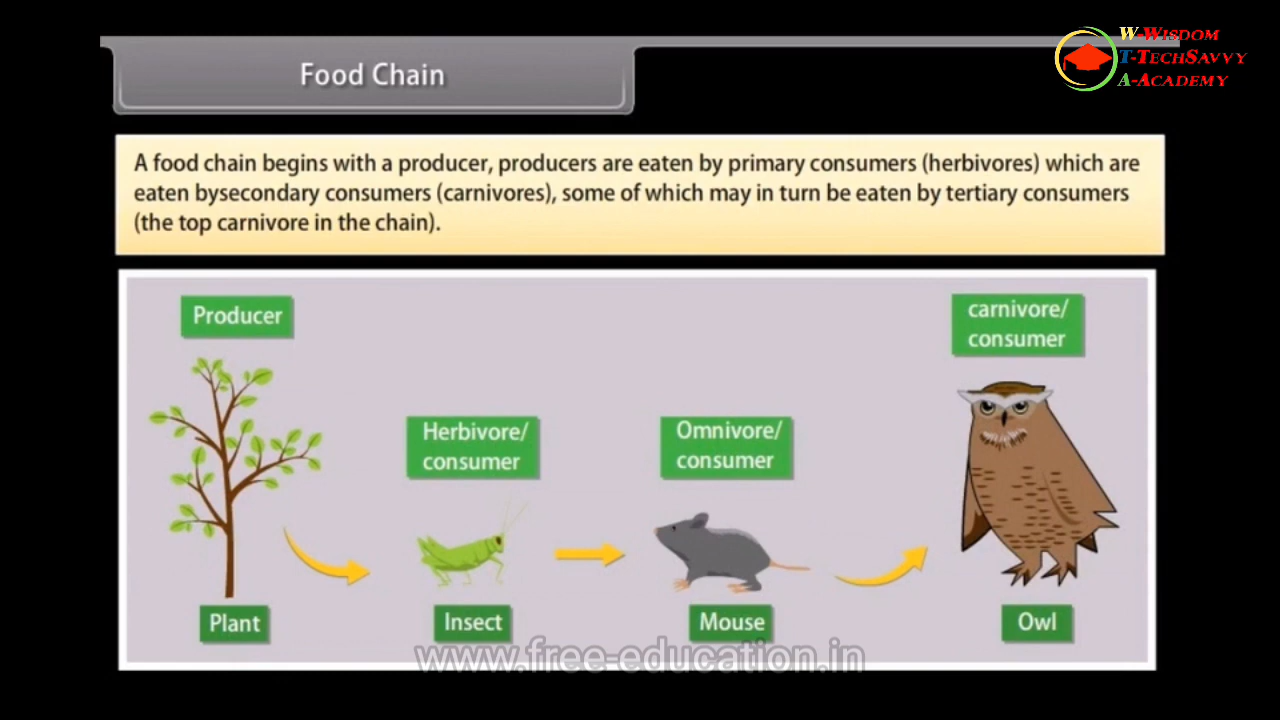 W-Wisdom
T-TechSavvy
A-Academy
Food Chain
A food chain begins with a producer, producers are eaten by primary consumers (herbivores) which are
eaten bysecondary consumers (carnivores), some of which may in turn be eaten by tertiary consumers
(the top carnivore in the chain).
Producer
carnivore/
consumer
Herbivore/
consumer
Omnivore/
consumer
Plant
Insect
Mouse
Owl
www.free-education.in